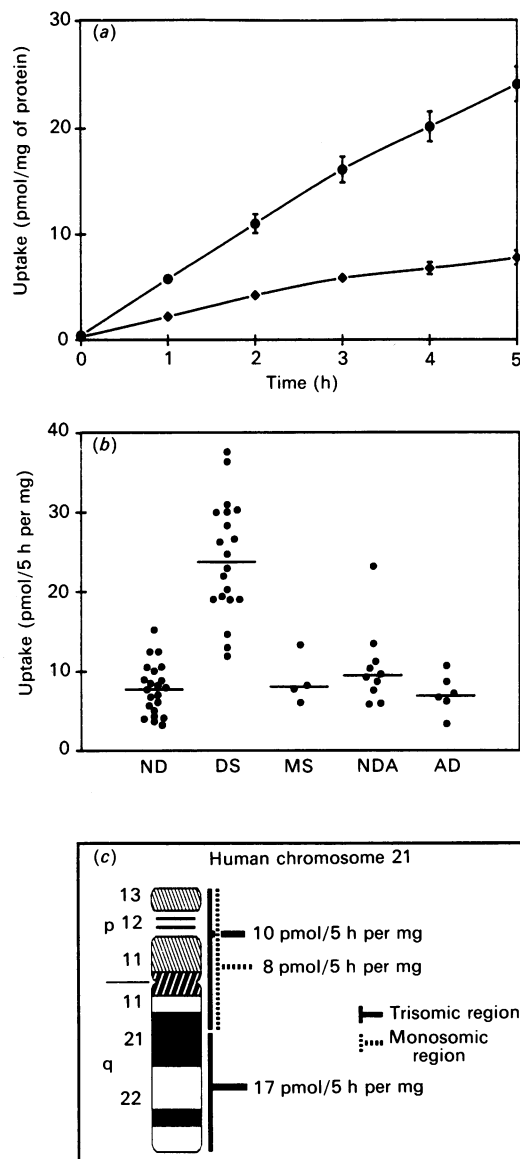 (a)
30
20
10
0
Uptake (pmol/mg of protein)
0 1 2 3 4 5
Time (h)
(b)
40
30
20
10
0
Uptake (pmol/5 h per mg)
ND DS MS NDA AD
(c) Human chromosome 21
13
p 12
11
11
21
q
22
10 pmol/5 h per mg
8 pmol/5 h per mg
Trisomic region
Monosomic
region
17 pmol/5 h per mg